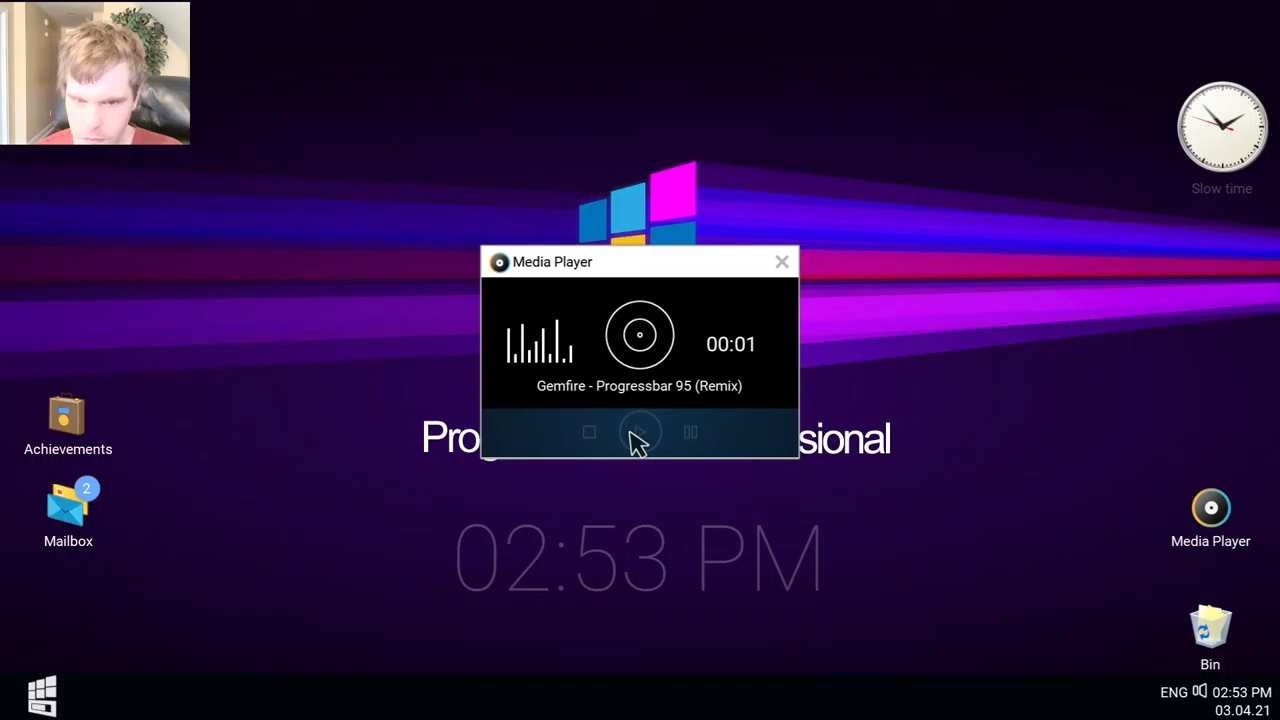 Slow time
Media Player
00:01
Gemfire - Progressbar 95 (Remix)
Pro
sional
Achievements
2
Mailbox
02:53 PM
Media Player
Bin
ENG 02:53 PM
03.04.21